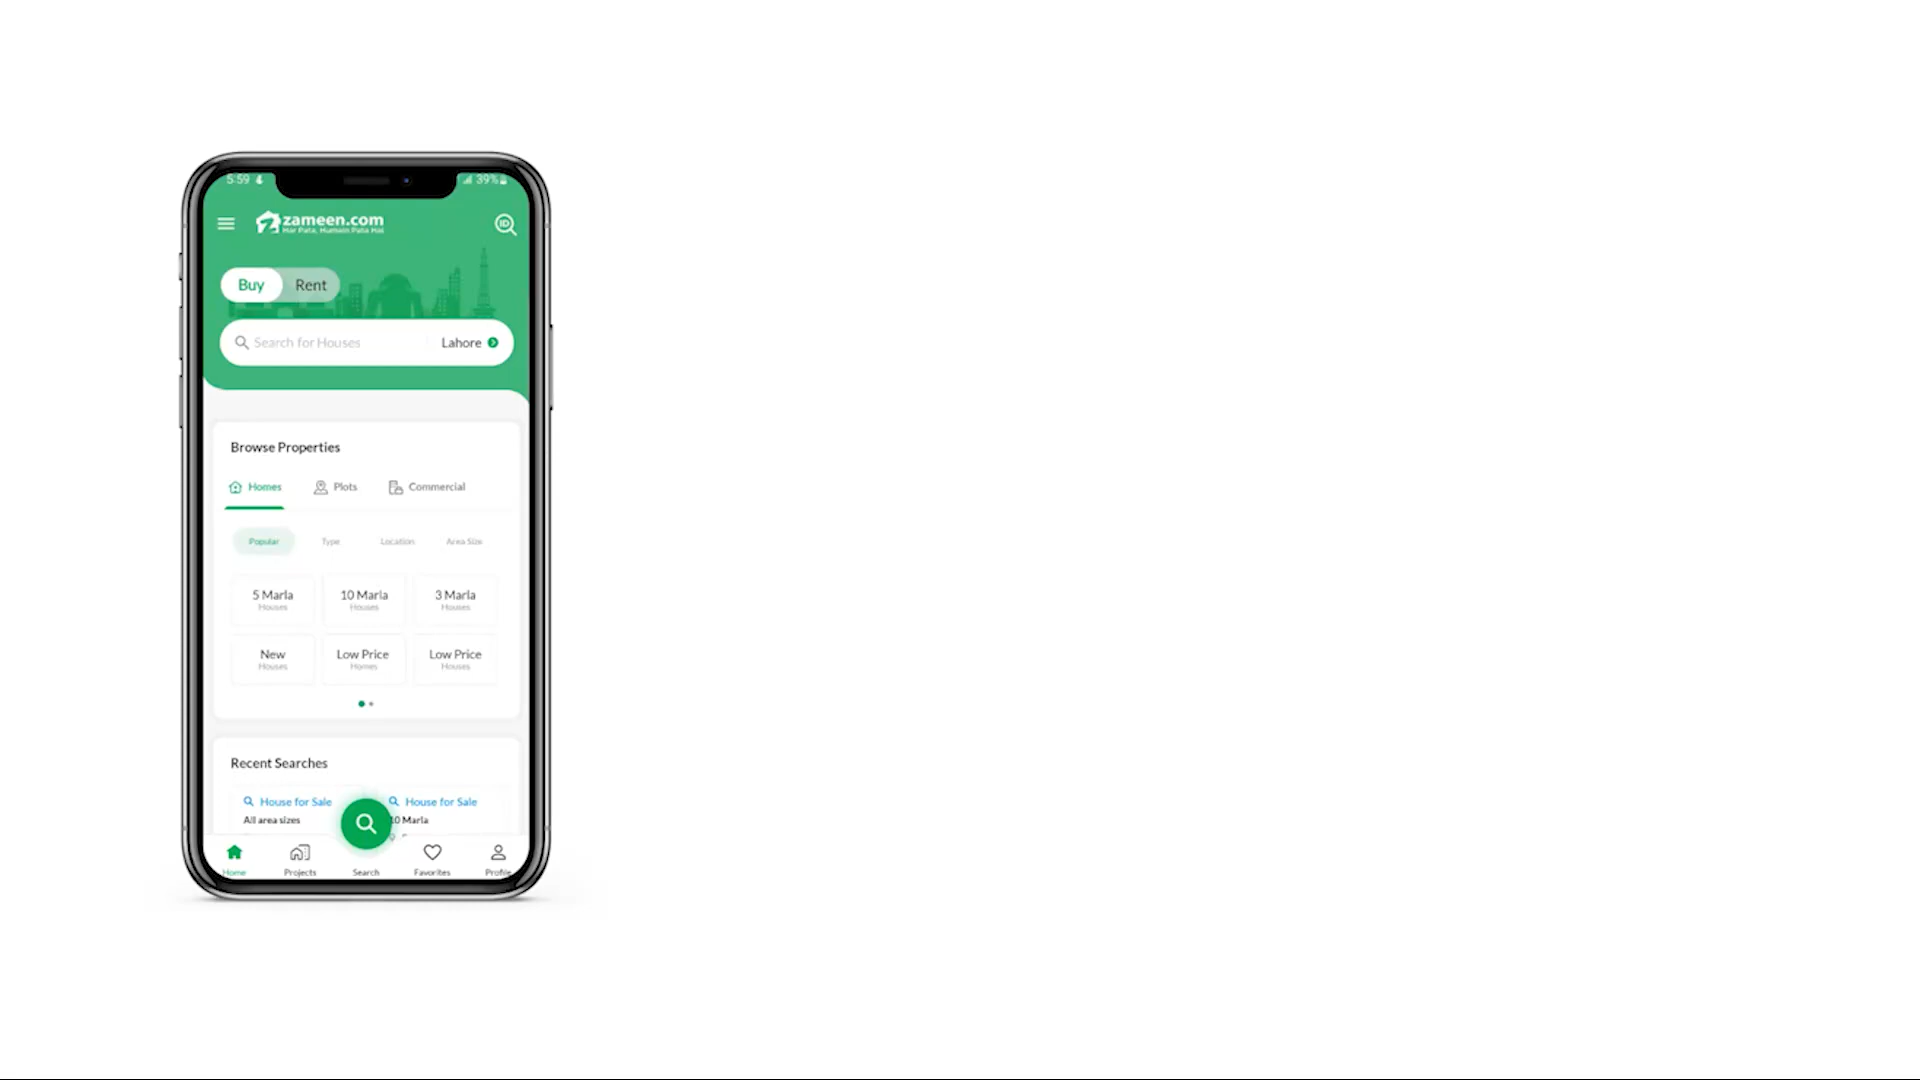 5:59
39%
zameen.com
Har Pata, Humein Pata Hai
Buy
Rent
Search for Houses
Lahore
Browse Properties
Homes
Plots
Commercial
Popular
Type
Location
Area Size
5 Marla
Houses
10 Marla
Houses
3 Marla
Houses
New
Houses
Low Price
Homes
Low Price
Houses
Recent Searches
House for Sale
All area sizes
House for Sale
10 Marla
Home
Projects
Search
Favorites
Profile